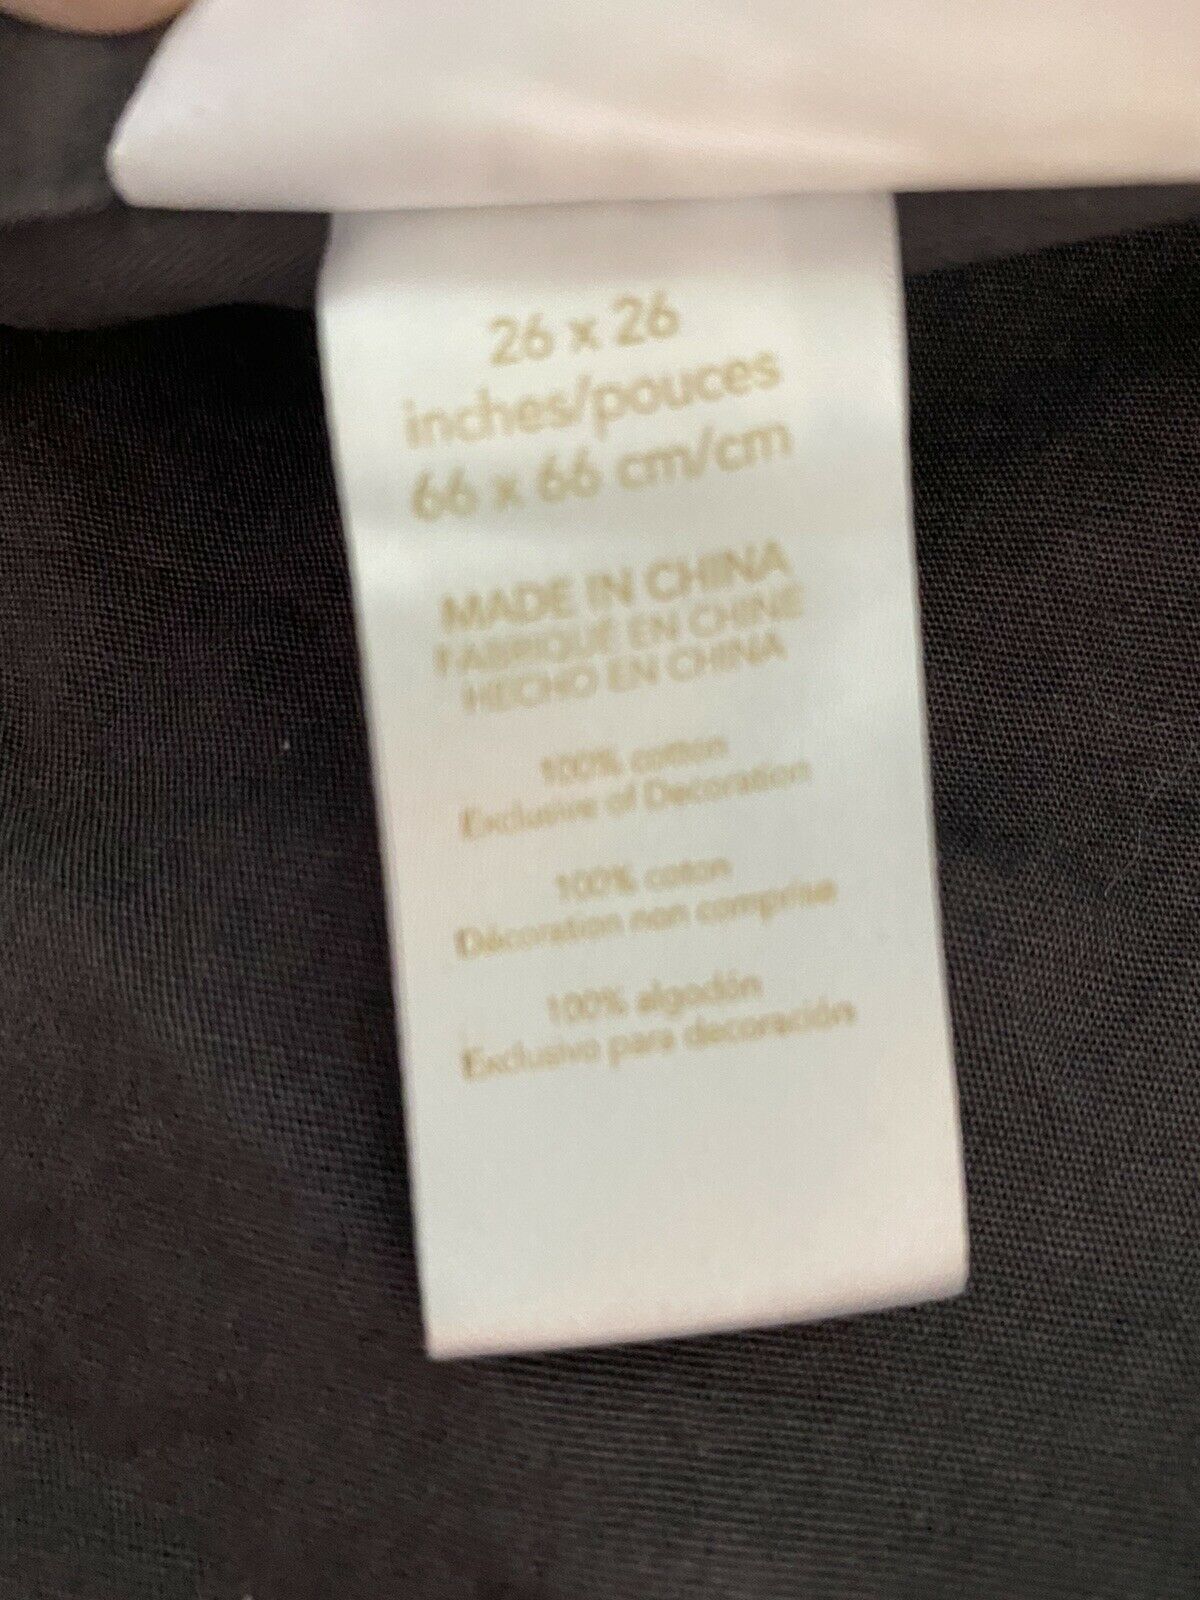 26 x 26
inches/pouces
66 x 66 cm/cm
MADE IN CHINA
FABRIQUÉ EN CHINE
HECHO EN CHINA
100% cotton
Exclusive of Decoration
100% coton
Décoration non comprise
100% algodón
Exclusivo para decoración